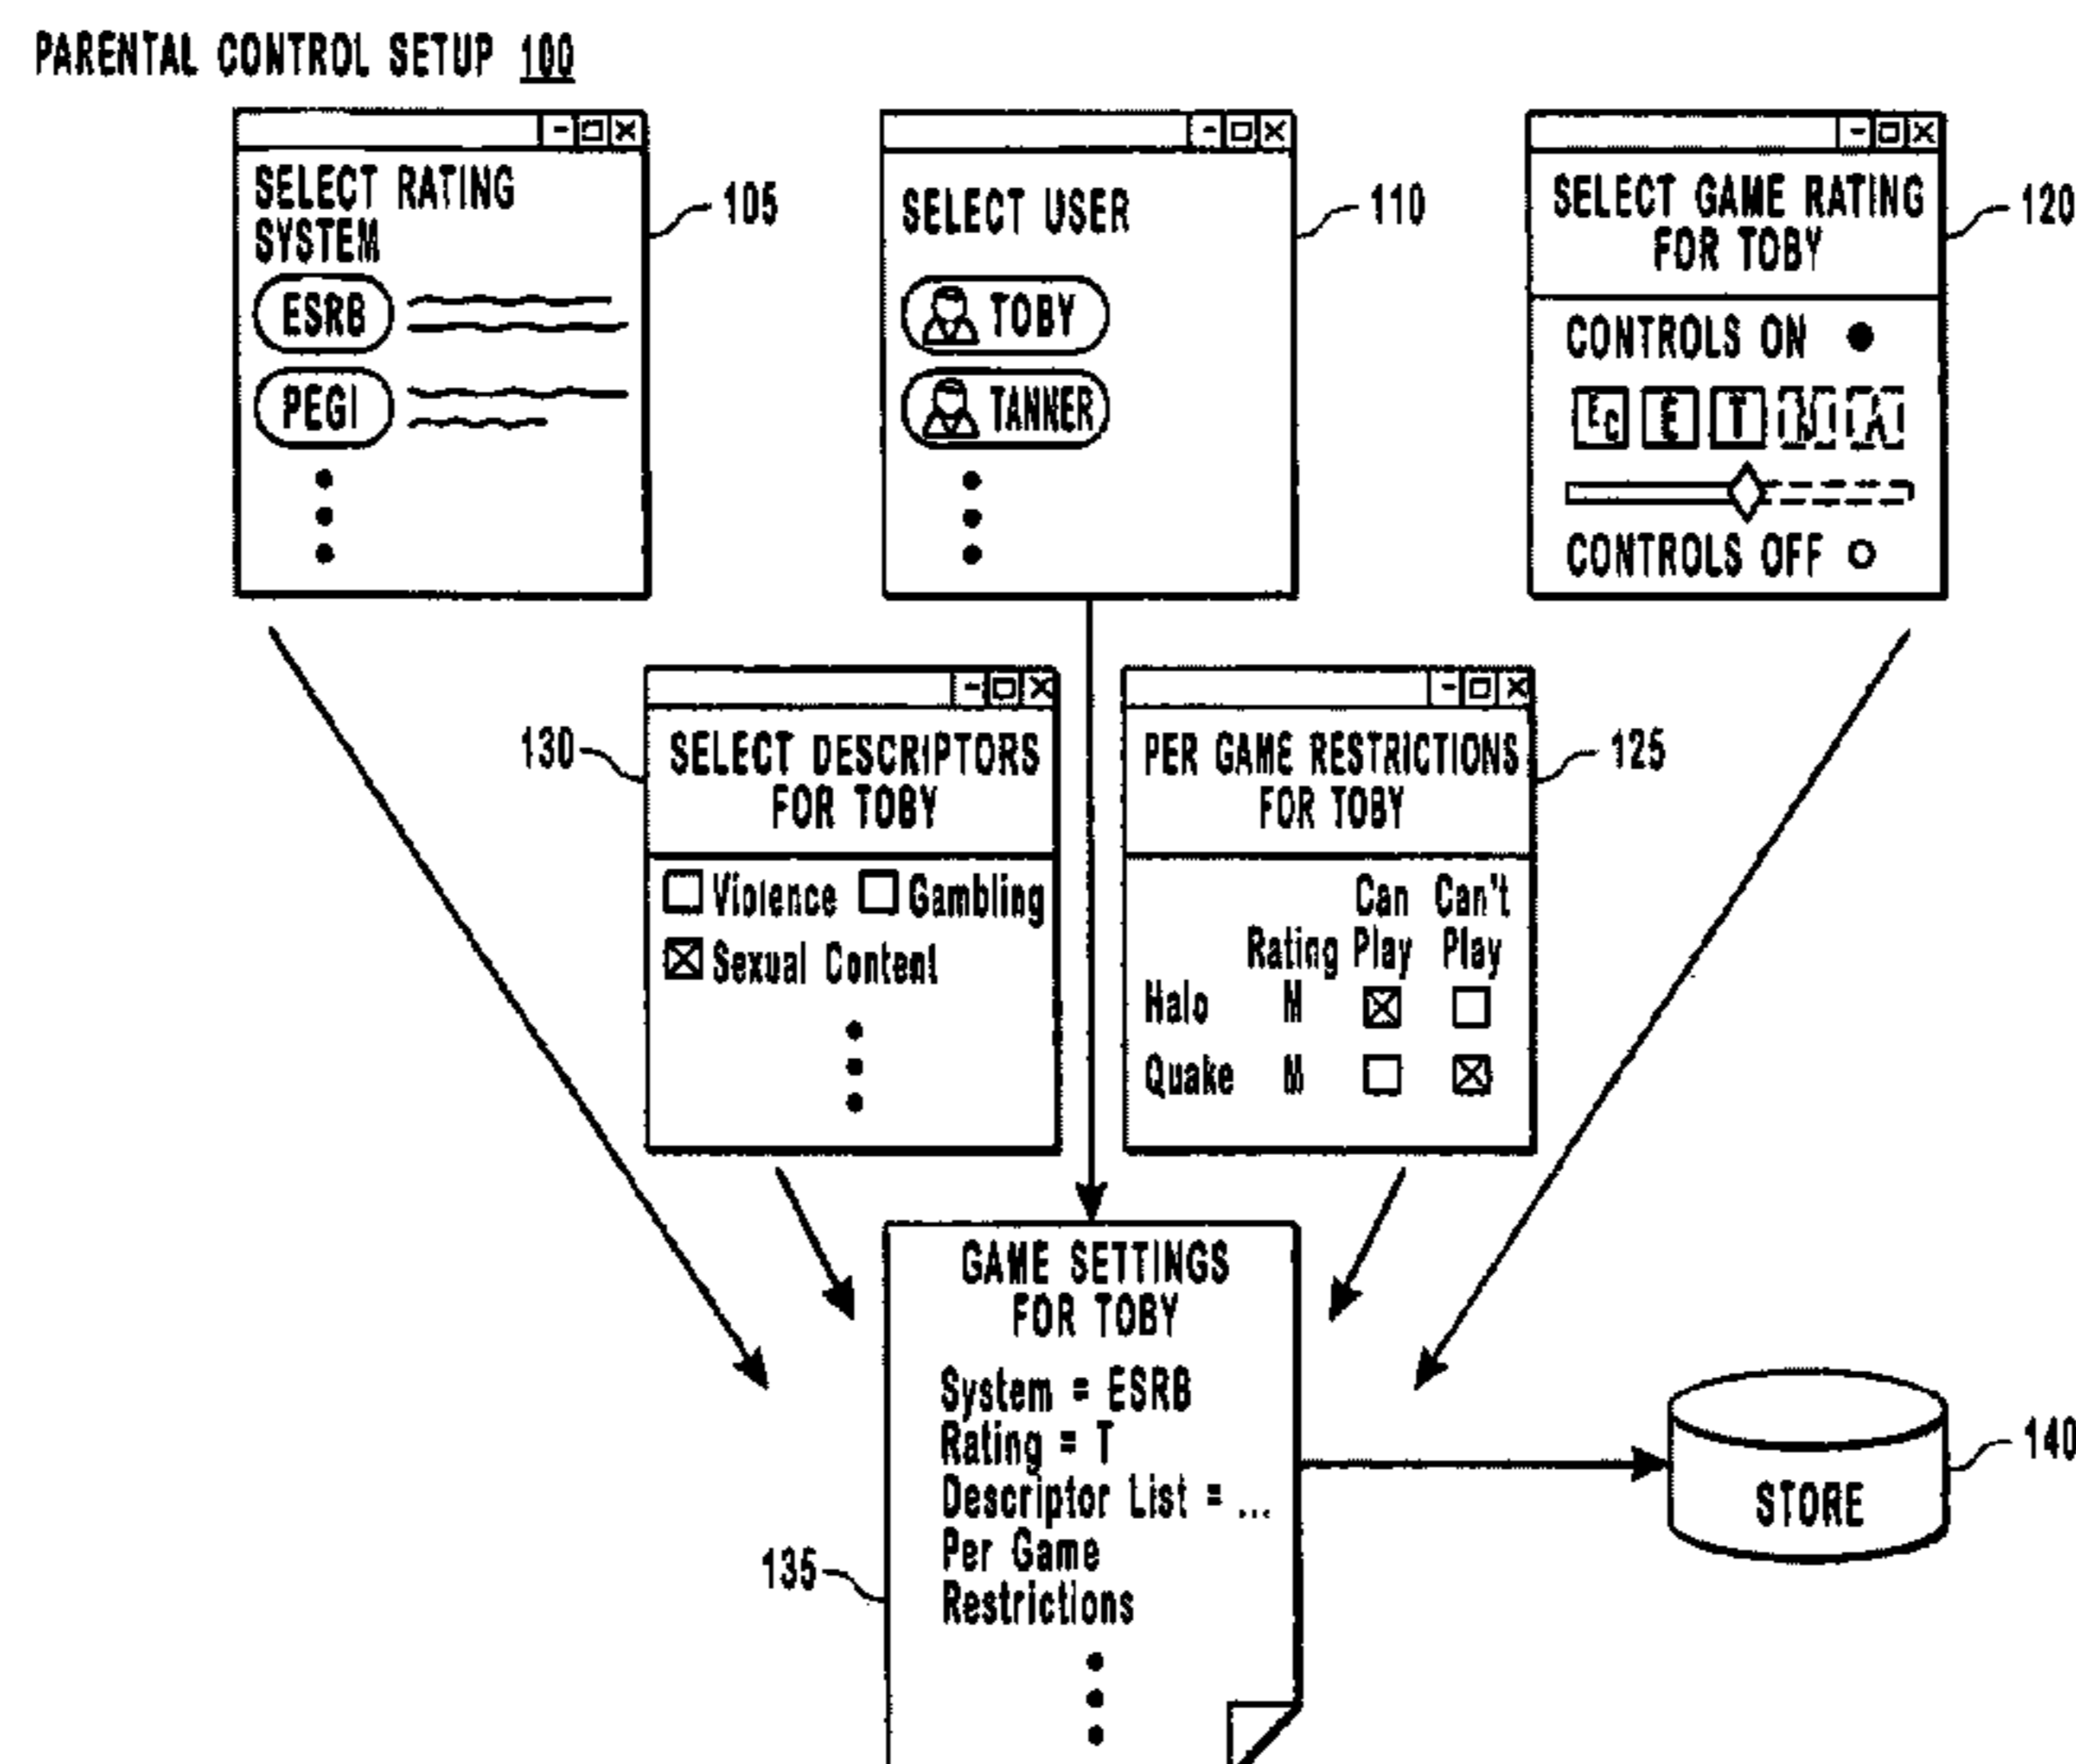 PARENTAL CONTROL SETUP 100
SELECT RATING
SYSTEM
ESRB
PEGI
105
SELECT USER
TOBY
TANNER
110
SELECT GAME RATING
FOR TOBY
CONTROLS ON
EC E T M A
CONTROLS OFF
120
130
SELECT DESCRIPTORS
FOR TOBY
Violence Gambling
Sexual Content
PER GAME RESTRICTIONS
FOR TOBY
Can Can't
Rating Play Play
Halo M
Quake M
125
GAME SETTINGS
FOR TOBY
System = ESRB
Rating = T
Descriptor List = ...
Per Game
Restrictions
135
STORE
140